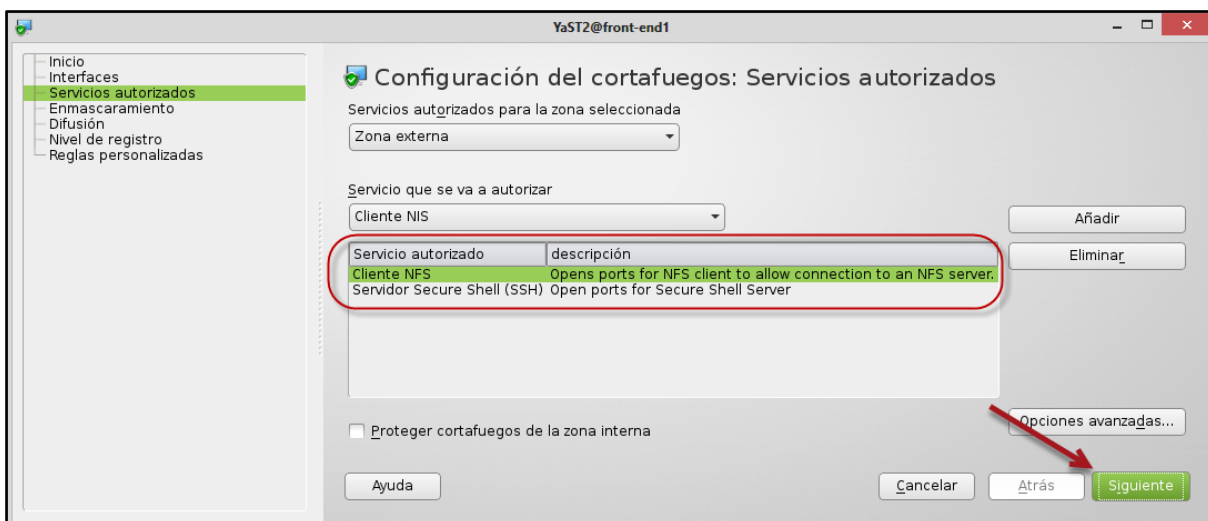 YaST2@front-end1
Inicio
Interfaces
Servicios autorizados
Enmascaramiento
Difusión
Nivel de registro
Reglas personalizadas
Configuración del cortafuegos: Servicios autorizados
Servicios autorizados para la zona seleccionada
Zona externa
Servicio que se va a autorizar
Cliente NIS
Añadir
Servicio autorizado descripción
Eliminar
Cliente NFS Opens ports for NFS client to allow connection to an NFS server.
Servidor Secure Shell (SSH) Open ports for Secure Shell Server
Opciones avanzadas...
Proteger cortafuegos de la zona interna
Ayuda Cancelar Atrás Siguiente